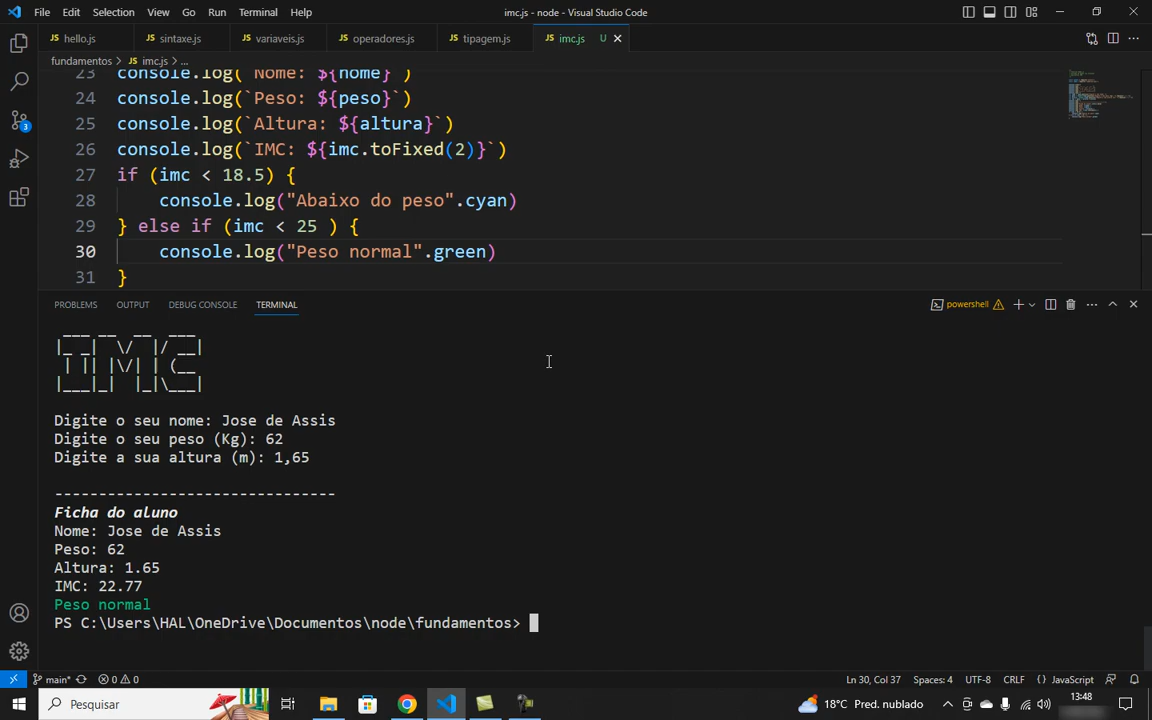 File Edit Selection View Go Run Terminal Help imc.js - node - Visual Studio Code
hello.js sintaxe.js variaveis.js operadores.js tipagem.js imc.js U
fundamentos > imc.js > ...
23 console.log(`Nome: ${nome}`)
24 console.log(`Peso: ${peso}`)
25 console.log(`Altura: ${altura}`)
26 console.log(`IMC: ${imc.toFixed(2)}`)
27 if (imc < 18.5) {
28 console.log("Abaixo do peso".cyan)
29 } else if (imc < 25 ) {
30 console.log("Peso normal".green)
31 }
PROBLEMS OUTPUT DEBUG CONSOLE TERMINAL powershell
IMC
Digite o seu nome: Jose de Assis
Digite o seu peso (Kg): 62
Digite a sua altura (m): 1,65
--------------------------------
Ficha do aluno
Nome: Jose de Assis
Peso: 62
Altura: 1.65
IMC: 22.77
Peso normal
PS C:\Users\HAL\OneDrive\Documentos\node\fundamentos>
main* 0 0 Ln 30, Col 37 Spaces: 4 UTF-8 CRLF {} JavaScript
Pesquisar 18°C Pred. nublado 13:48